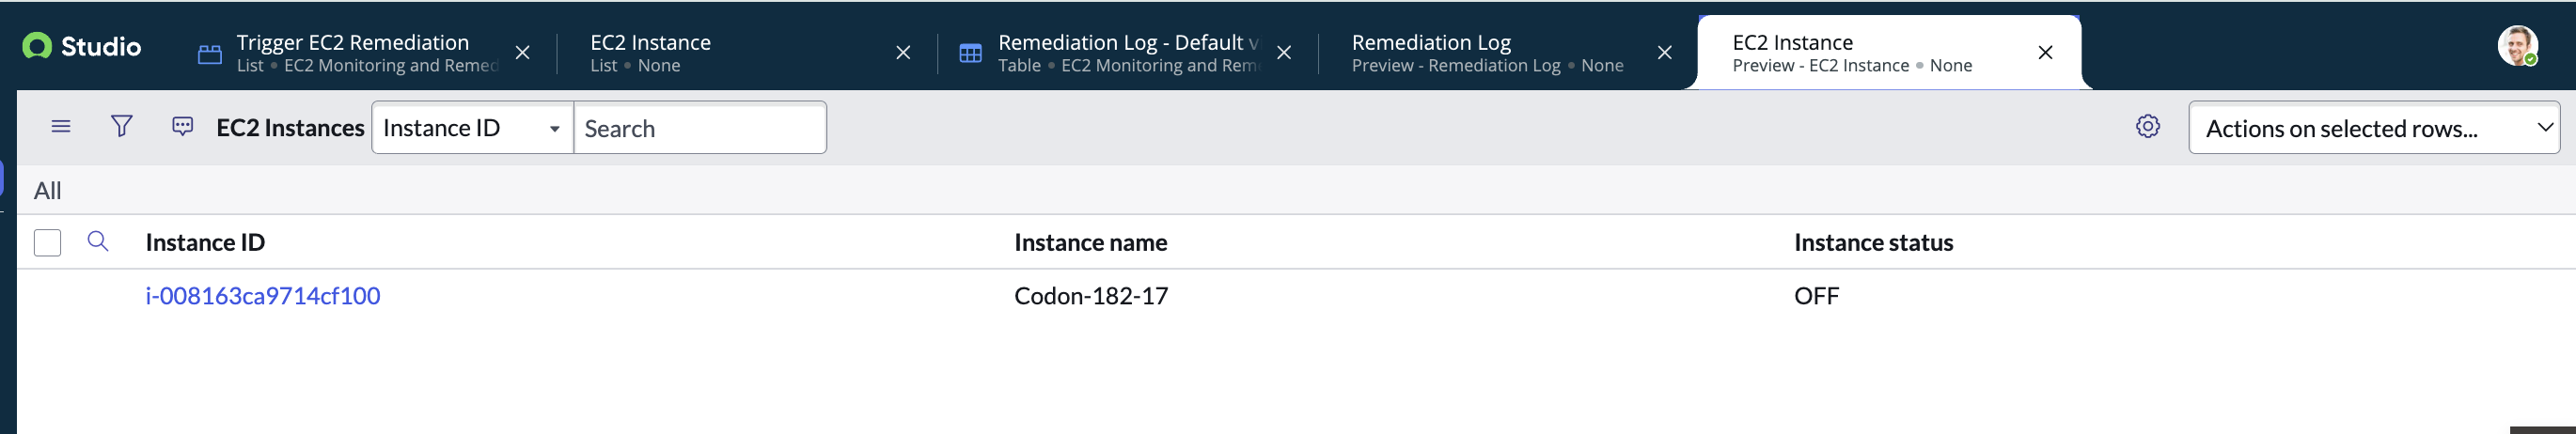 Studio
Trigger EC2 Remediation
List • EC2 Monitoring and Remed
EC2 Instance
List • None
Remediation Log - Default v
Table • EC2 Monitoring and Rem
Remediation Log
Preview - Remediation Log • None
EC2 Instance
Preview - EC2 Instance • None
EC2 Instances
Instance ID
Search
Actions on selected rows...
All
Instance ID Instance name Instance status
i-008163ca9714cf100 Codon-182-17 OFF